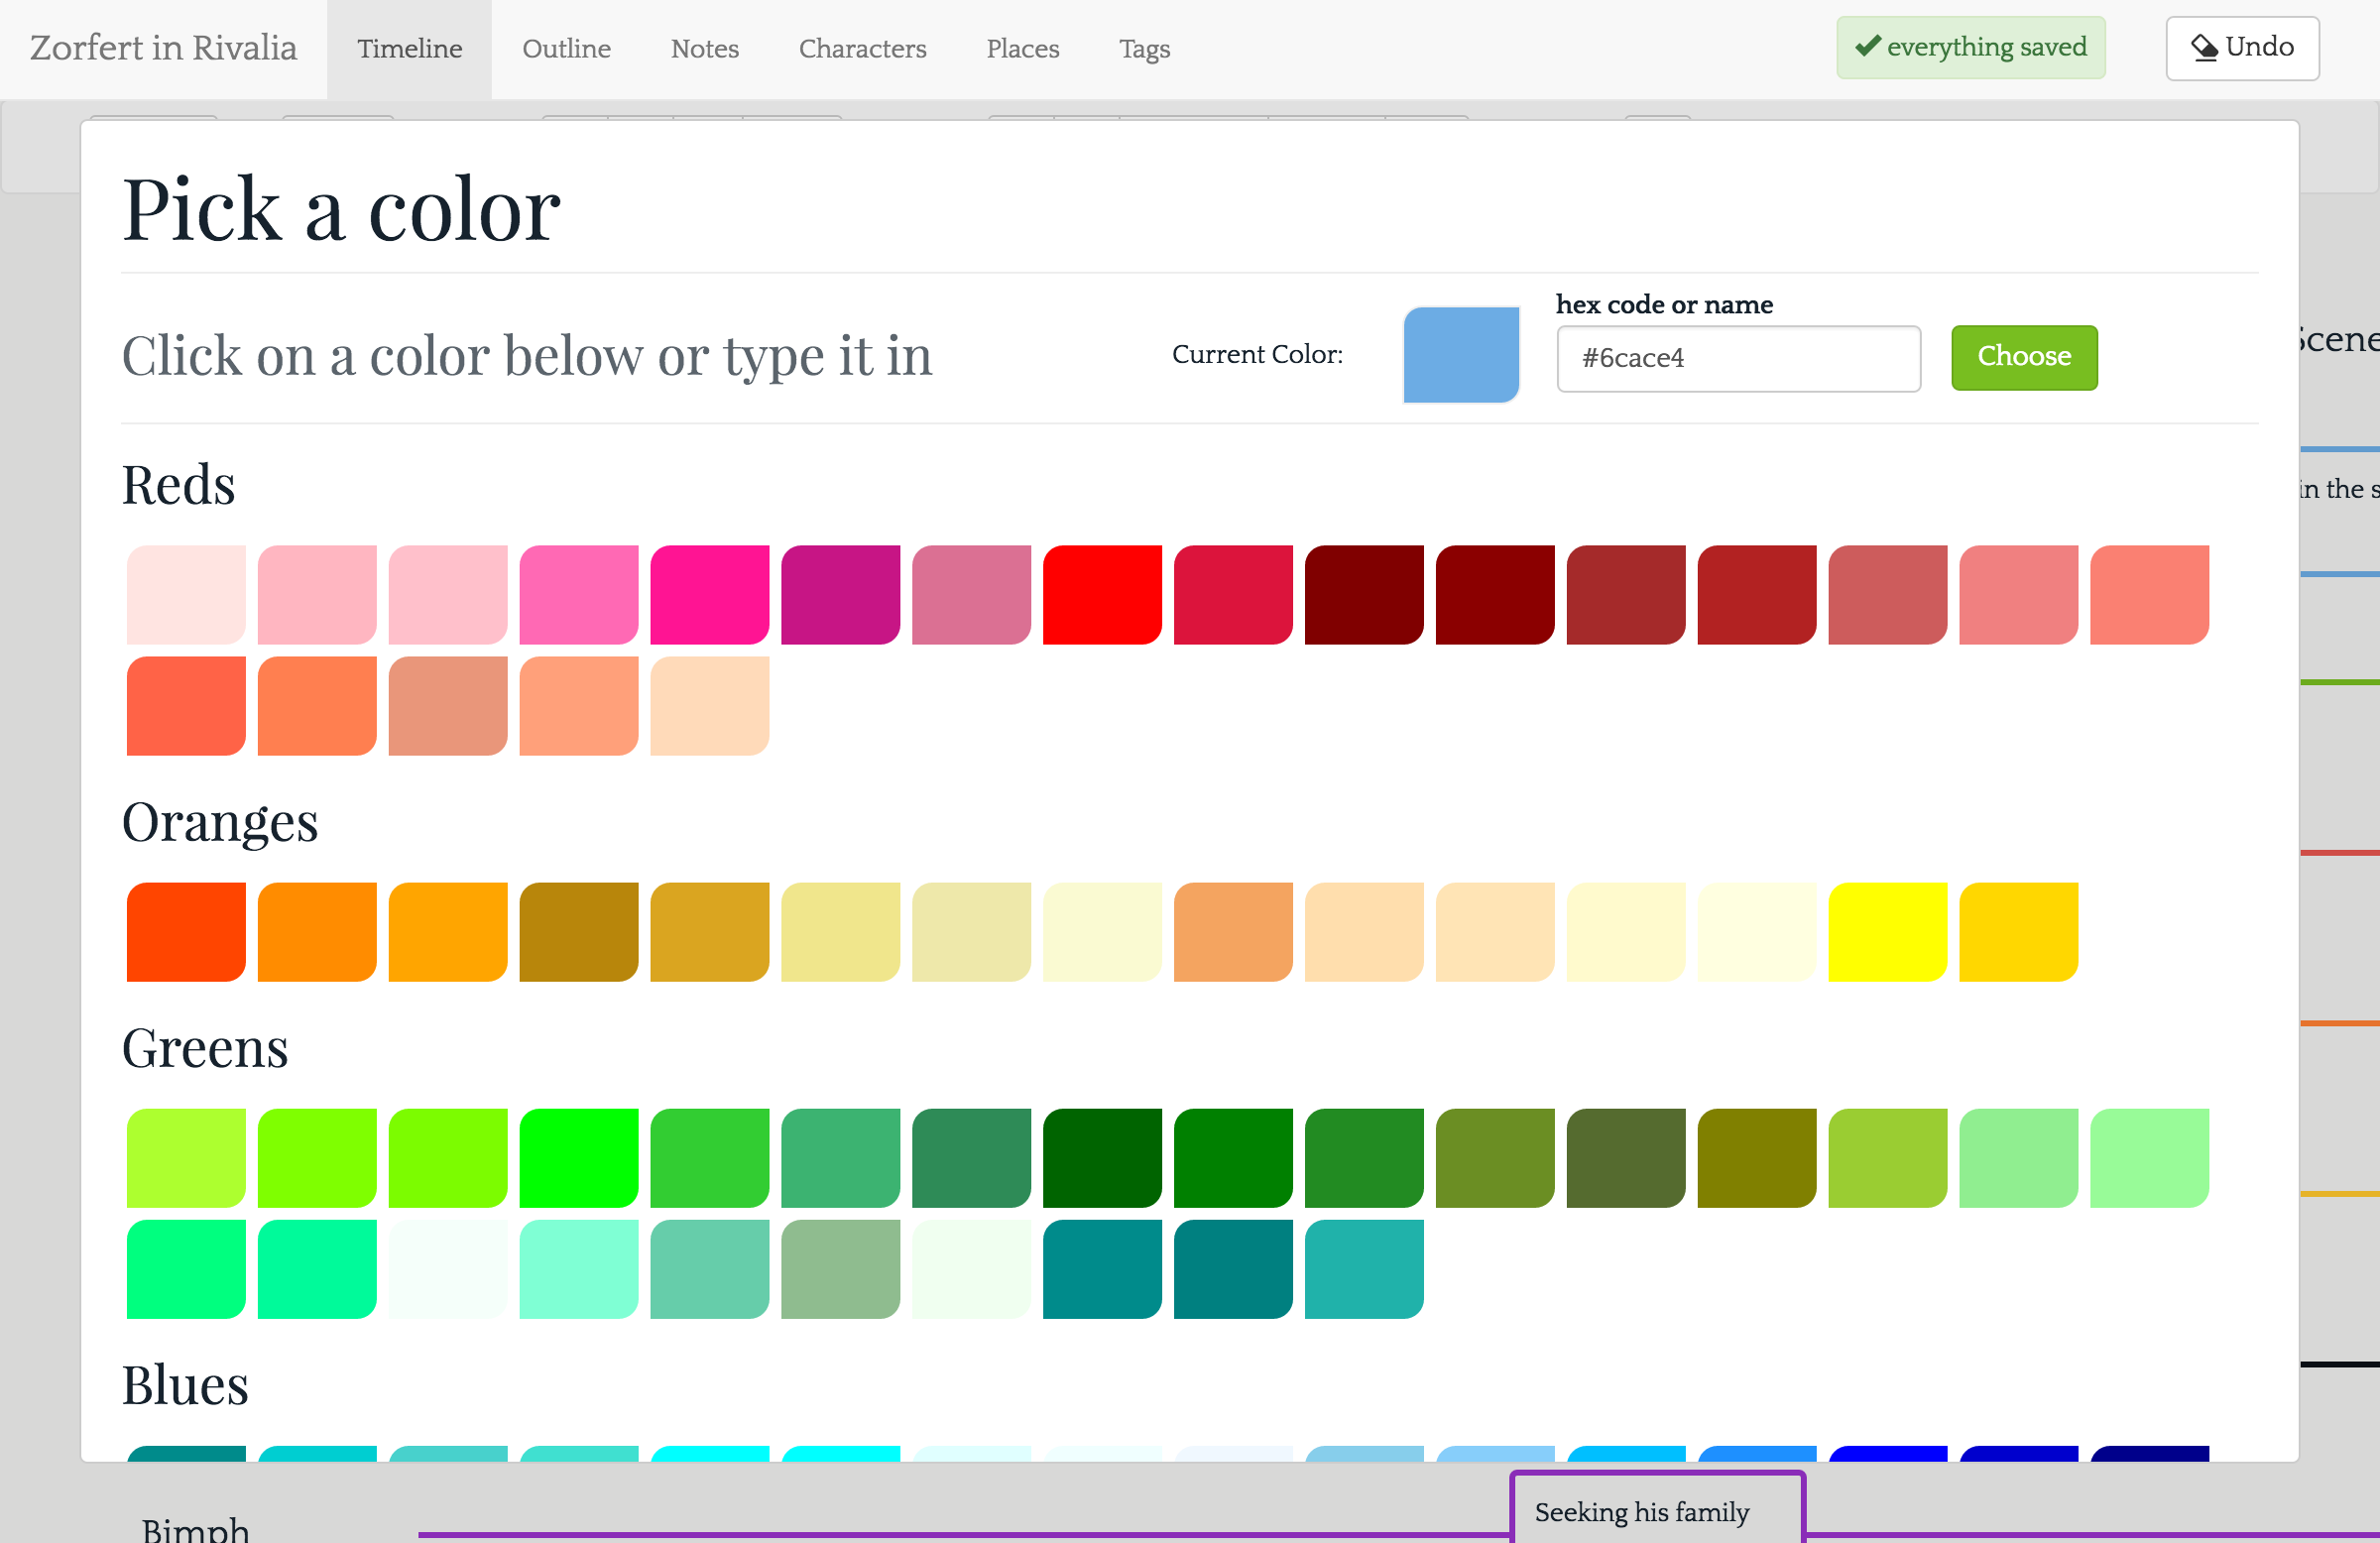 Zorfert in Rivalia Timeline Outline Notes Characters Places Tags everything saved Undo
Pick a color
hex code or name
Click on a color below or type it in Current Color: #6cace4 Choose
Scene
in the s
Reds
Oranges
Greens
Blues
Seeking his family
Bimph